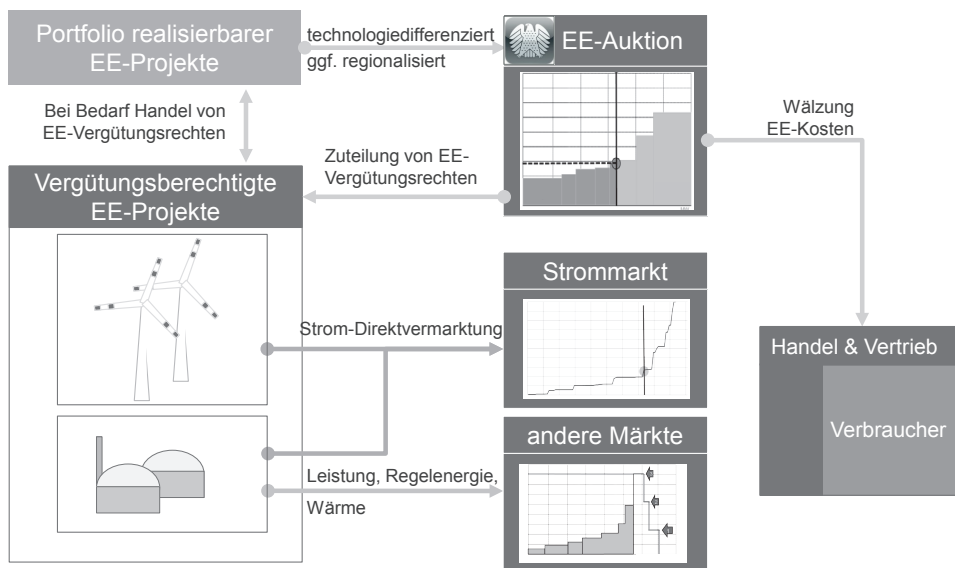 Portfolio realisierbarer
EE-Projekte
technologiedifferenziert
ggf. regionalisiert
EE-Auktion
Bei Bedarf Handel von
EE-Vergütungsrechten
Wälzung
EE-Kosten
Zuteilung von EE-
Vergütungsrechten
Vergütungsberechtigte
EE-Projekte
Strommarkt
Strom-Direktvermarktung
Handel & Vertrieb
Verbraucher
andere Märkte
Leistung, Regelenergie,
Wärme